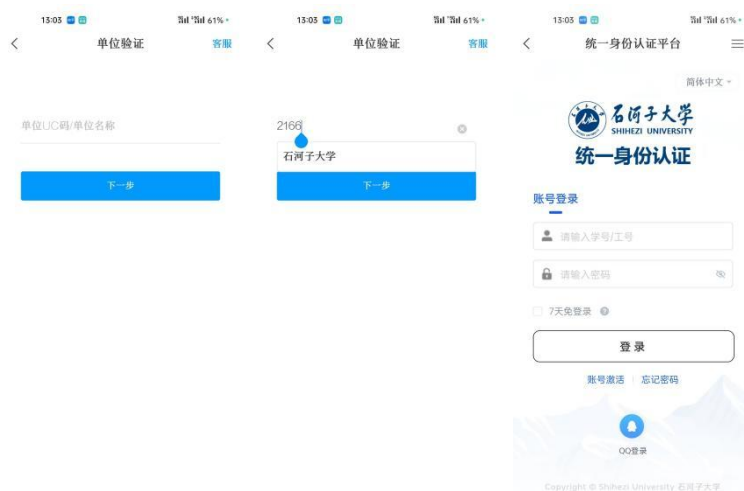 13:03
61%
单位验证
客服
单位UC码/单位名称
下一步
13:03
61%
单位验证
客服
2166
石河子大学
下一步
13:03
61%
统一身份认证平台
简体中文
石河子大学
SHIHEZI UNIVERSITY
统一身份认证
账号登录
请输入学号/工号
请输入密码
7天免登录
登 录
账号激活
忘记密码
QQ登录
Copyright © Shihezi University 石河子大学